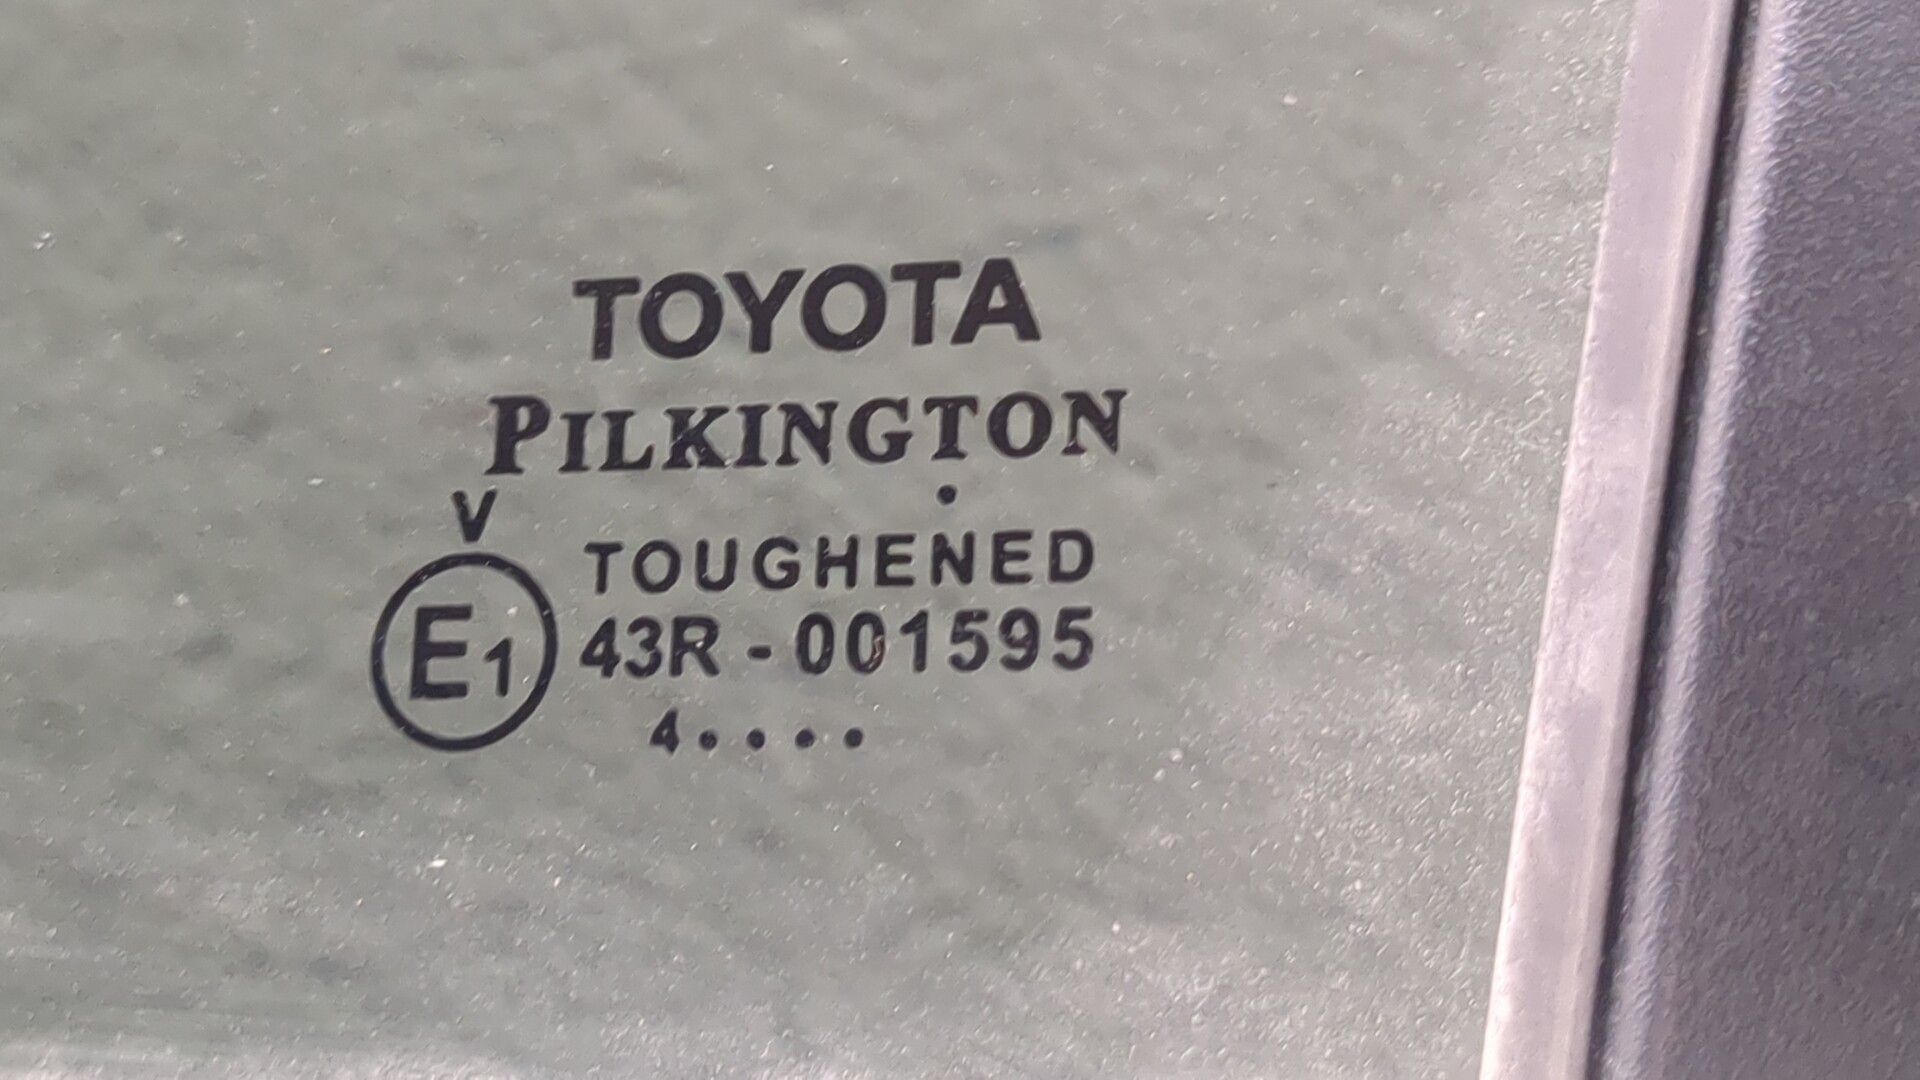 TOYOTA
PILKINGTON
V .
TOUGHENED
E1 43R - 001595
4....